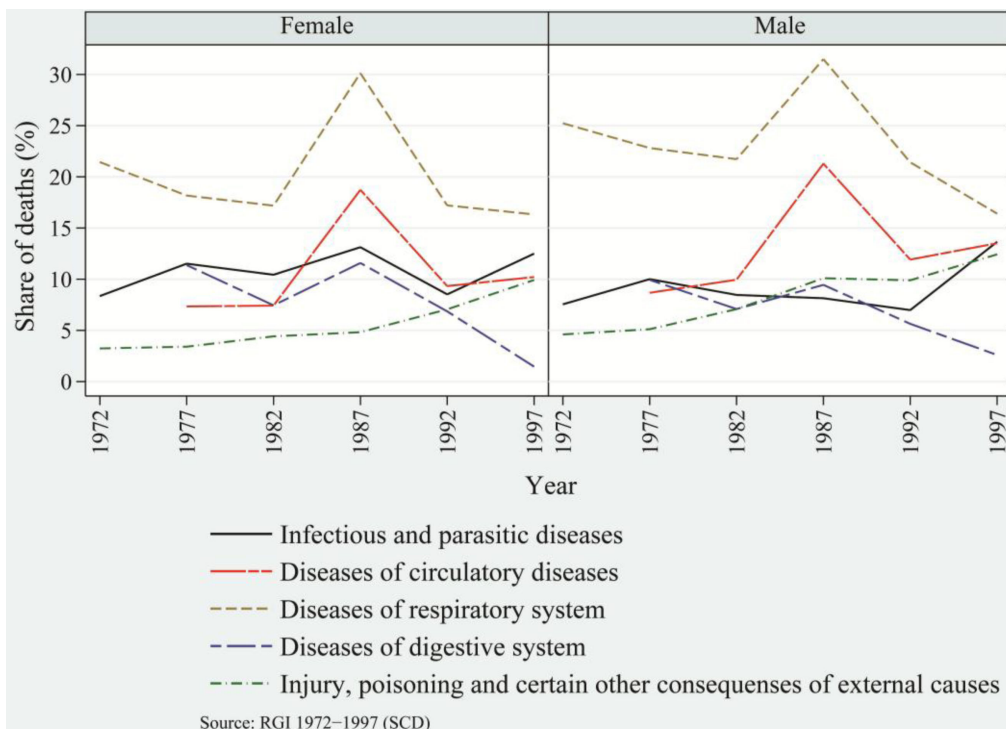 Female Male
Share of deaths (%)
30
25
20
15
10
5
0
1972 1977 1982 1987 1992 1997 1972 1977 1982 1987 1992 1997
Year
Infectious and parasitic diseases
Diseases of circulatory diseases
Diseases of respiratory system
Diseases of digestive system
Injury, poisoning and certain other consequenses of external causes
Source: RGI 1972−1997 (SCD)